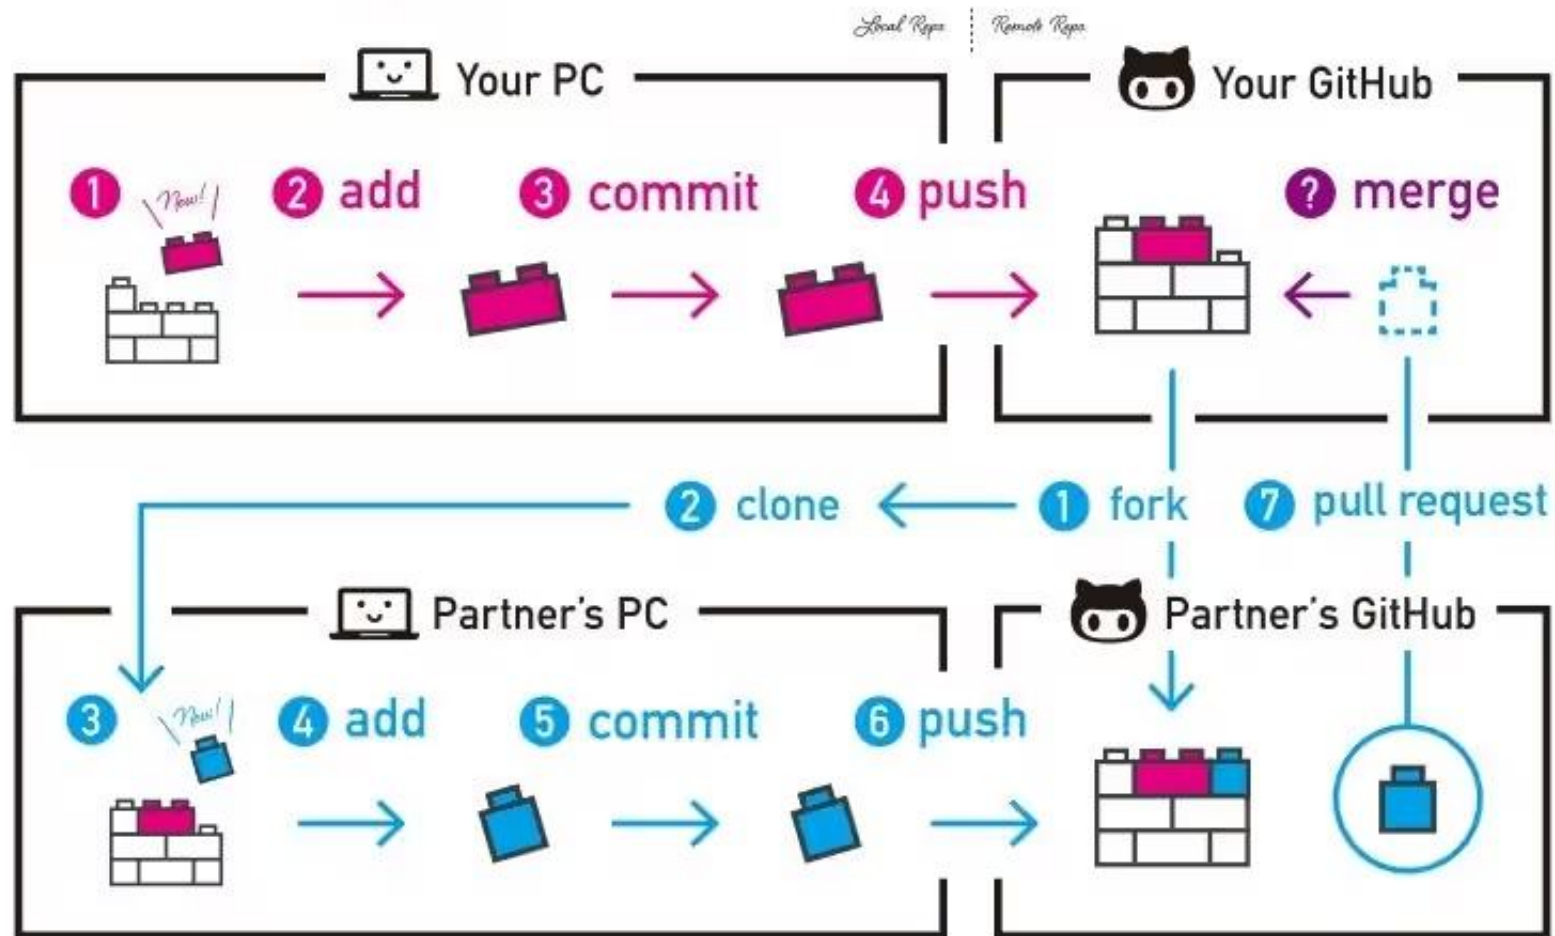 Local Repo Remote Repo
Your PC
Your GitHub
1 New! 2 add 3 commit 4 push
? merge
2 clone 1 fork 7 pull request
Partner's PC
Partner's GitHub
3 New! 4 add 5 commit 6 push